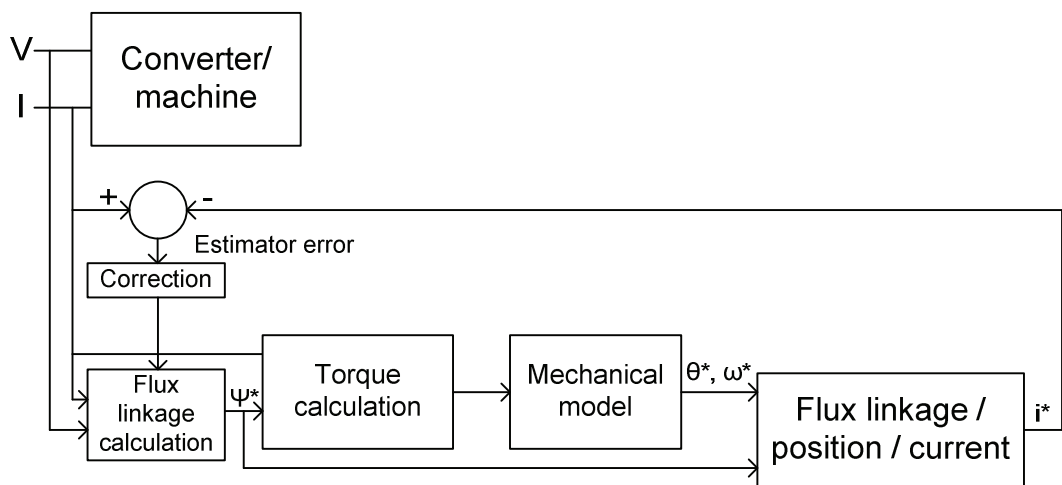 V
I
Converter/
machine
+
-
Estimator error
Correction
Flux
linkage
calculation
Ψ*
Torque
calculation
Mechanical
model
θ*, ω*
Flux linkage /
position / current
i*